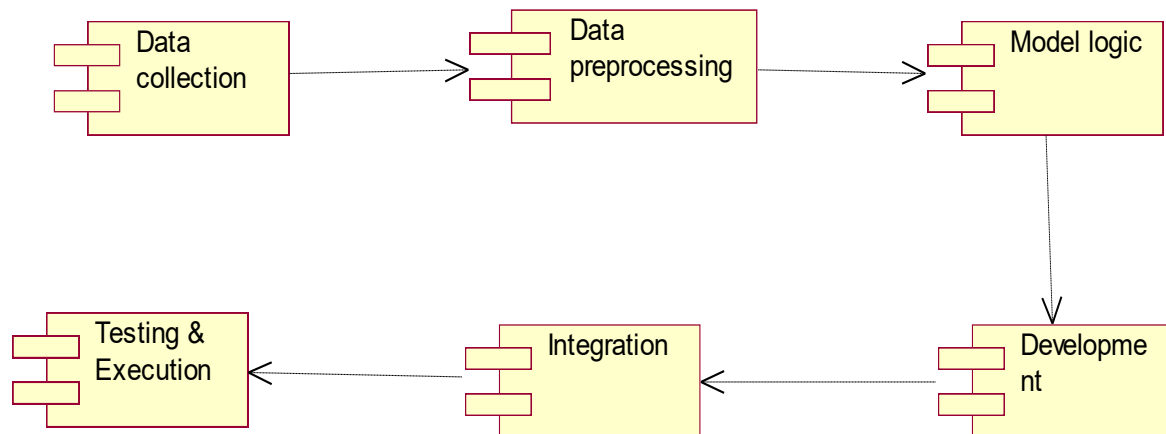 Data
collection
Data
preprocessing
Model logic
Testing &
Execution
Integration
Developme
nt